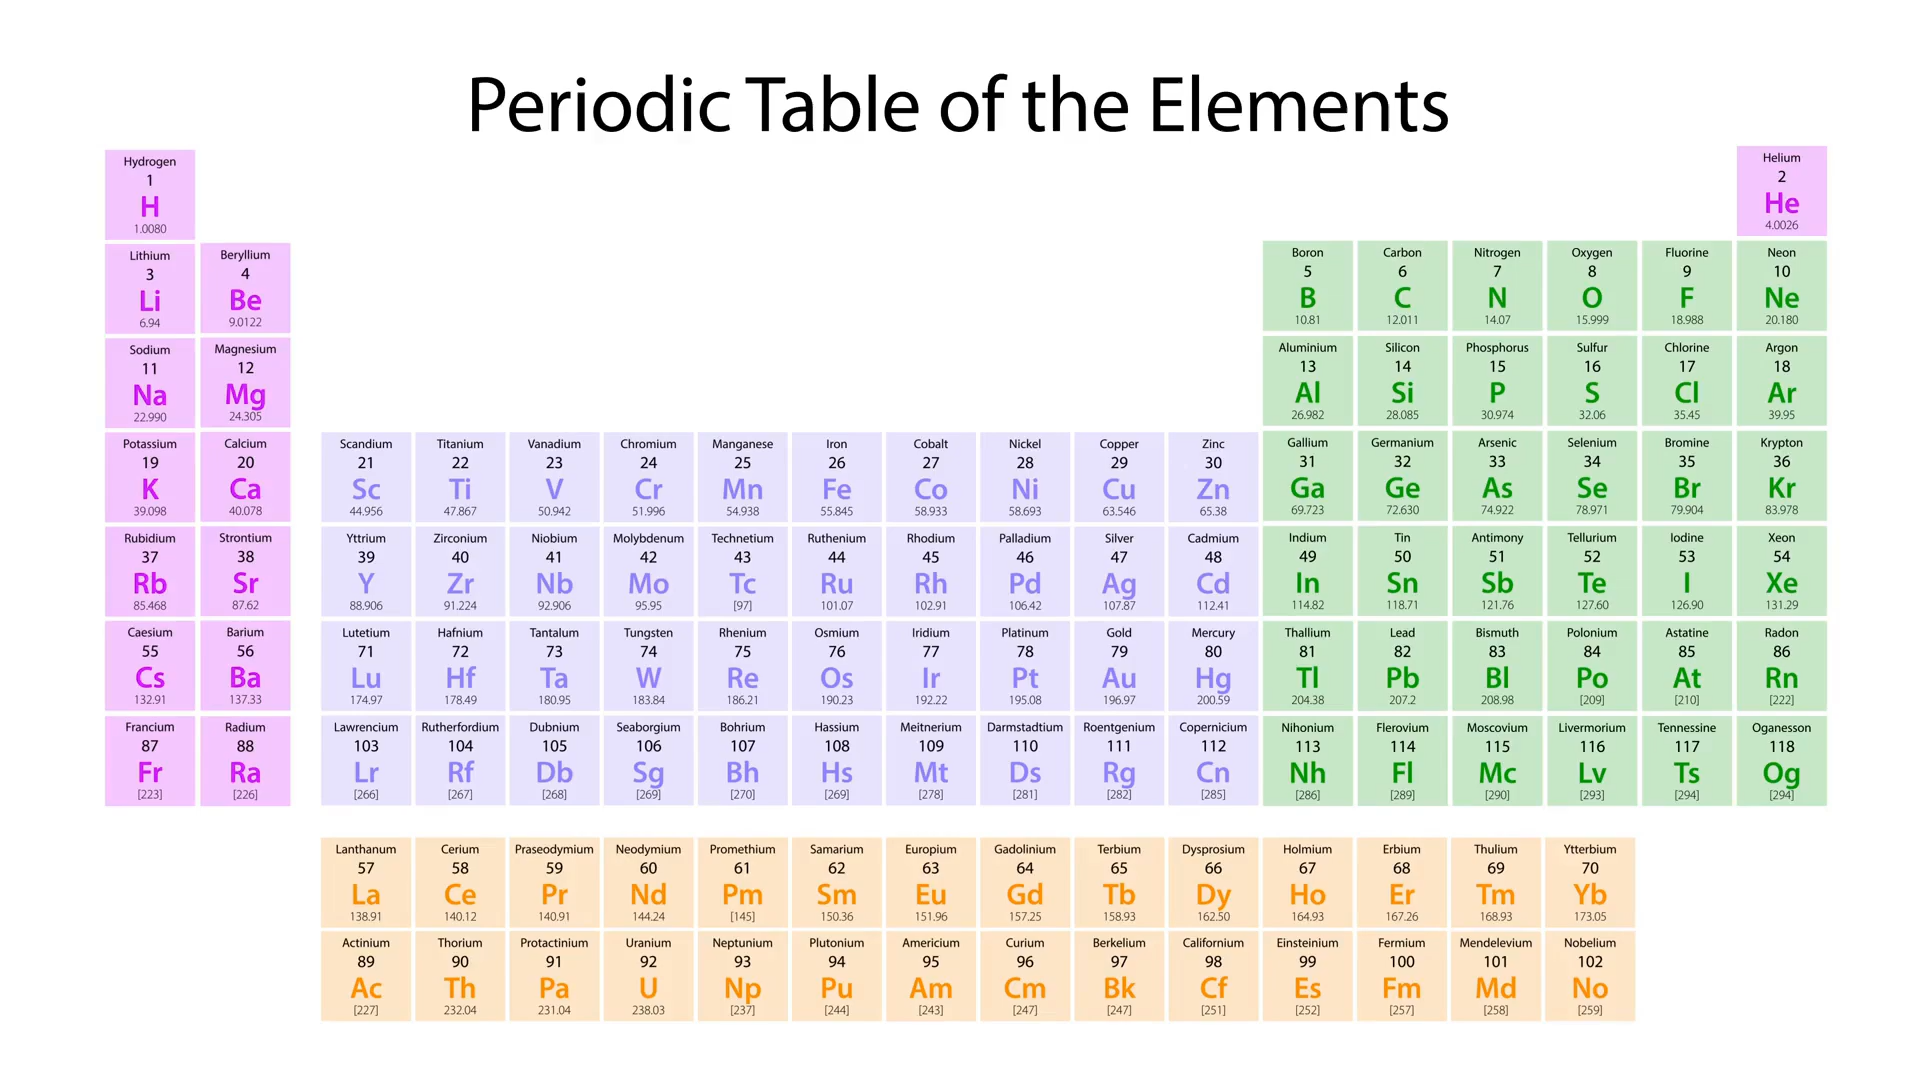 Periodic Table of the Elements
Hydrogen
1
H
1.0080
Helium
2
He
4.0026
Lithium
3
Li
6.94
Beryllium
4
Be
9.0122
Boron
5
B
10.81
Carbon
6
C
12.011
Nitrogen
7
N
14.07
Oxygen
8
O
15.999
Fluorine
9
F
18.988
Neon
10
Ne
20.180
Sodium
11
Na
22.990
Magnesium
12
Mg
24.305
Aluminium
13
Al
26.982
Silicon
14
Si
28.085
Phosphorus
15
P
30.974
Sulfur
16
S
32.06
Chlorine
17
Cl
35.45
Argon
18
Ar
39.95
Potassium
19
K
39.098
Calcium
20
Ca
40.078
Scandium
21
Sc
44.956
Titanium
22
Ti
47.867
Vanadium
23
V
50.942
Chromium
24
Cr
51.996
Manganese
25
Mn
54.938
Iron
26
Fe
55.845
Cobalt
27
Co
58.933
Nickel
28
Ni
58.693
Copper
29
Cu
63.546
Zinc
30
Zn
65.38
Gallium
31
Ga
69.723
Germanium
32
Ge
72.630
Arsenic
33
As
74.922
Selenium
34
Se
78.971
Bromine
35
Br
79.904
Krypton
36
Kr
83.978
Rubidium
37
Rb
85.468
Strontium
38
Sr
87.62
Yttrium
39
Y
88.906
Zirconium
40
Zr
91.224
Niobium
41
Nb
92.906
Molybdenum
42
Mo
95.95
Technetium
43
Tc
[97]
Ruthenium
44
Ru
101.07
Rhodium
45
Rh
102.91
Palladium
46
Pd
106.42
Silver
47
Ag
107.87
Cadmium
48
Cd
112.41
Indium
49
In
114.82
Tin
50
Sn
118.71
Antimony
51
Sb
121.76
Tellurium
52
Te
127.60
Iodine
53
I
126.90
Xeon
54
Xe
131.29
Caesium
55
Cs
132.91
Barium
56
Ba
137.33
Lutetium
71
Lu
174.97
Hafnium
72
Hf
178.49
Tantalum
73
Ta
180.95
Tungsten
74
W
183.84
Rhenium
75
Re
186.21
Osmium
76
Os
190.23
Iridium
77
Ir
192.22
Platinum
78
Pt
195.08
Gold
79
Au
196.97
Mercury
80
Hg
200.59
Thallium
81
Tl
204.38
Lead
82
Pb
207.2
Bismuth
83
Bl
208.98
Polonium
84
Po
[209]
Astatine
85
At
[210]
Radon
86
Rn
[222]
Francium
87
Fr
[223]
Radium
88
Ra
[226]
Lawrencium
103
Lr
[266]
Rutherfordium
104
Rf
[267]
Dubnium
105
Db
[268]
Seaborgium
106
Sg
[269]
Bohrium
107
Bh
[270]
Hassium
108
Hs
[269]
Meitnerium
109
Mt
[278]
Darmstadtium
110
Ds
[281]
Roentgenium
111
Rg
[282]
Copernicium
112
Cn
[285]
Nihonium
113
Nh
[286]
Flerovium
114
Fl
[289]
Moscovium
115
Mc
[290]
Livermorium
116
Lv
[293]
Tennessine
117
Ts
[294]
Oganesson
118
Og
[294]
Lanthanum
57
La
138.91
Cerium
58
Ce
140.12
Praseodymium
59
Pr
140.91
Neodymium
60
Nd
144.24
Promethium
61
Pm
[145]
Samarium
62
Sm
150.36
Europium
63
Eu
151.96
Gadolinium
64
Gd
157.25
Terbium
65
Tb
158.93
Dysprosium
66
Dy
162.50
Holmium
67
Ho
164.93
Erbium
68
Er
167.26
Thulium
69
Tm
168.93
Ytterbium
70
Yb
173.05
Actinium
89
Ac
[227]
Thorium
90
Th
232.04
Protactinium
91
Pa
231.04
Uranium
92
U
238.03
Neptunium
93
Np
[237]
Plutonium
94
Pu
[244]
Americium
95
Am
[243]
Curium
96
Cm
[247]
Berkelium
97
Bk
[247]
Californium
98
Cf
[251]
Einsteinium
99
Es
[252]
Fermium
100
Fm
[257]
Mendelevium
101
Md
[258]
Nobelium
102
No
[259]